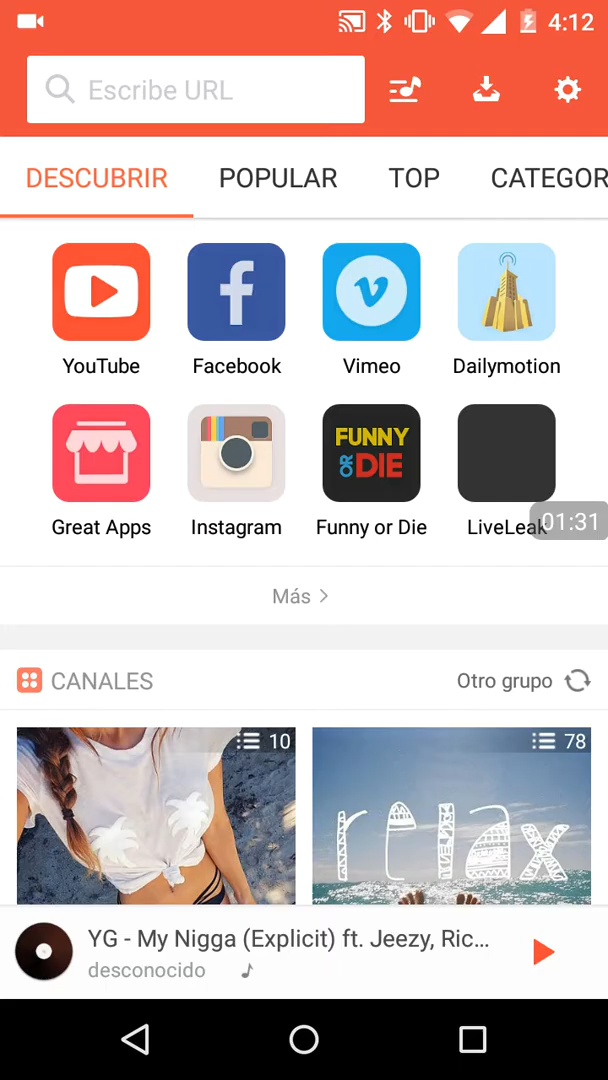 4:12
Escribe URL
DESCUBRIR POPULAR TOP CATEGOR
YouTube Facebook Vimeo Dailymotion
FUNNY
OR DIE
Great Apps Instagram Funny or Die LiveLeak
01:31
Más
CANALES Otro grupo
10 78
relax
YG - My Nigga (Explicit) ft. Jeezy, Ric...
desconocido